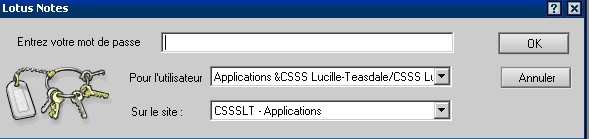 Lotus Notes
Entrez votre mot de passe
OK
Pour l'utilisateur
Applications &CSSS Lucille-Teasdale/CSSS Lu
Annuler
Sur le site :
CSSSLT - Applications